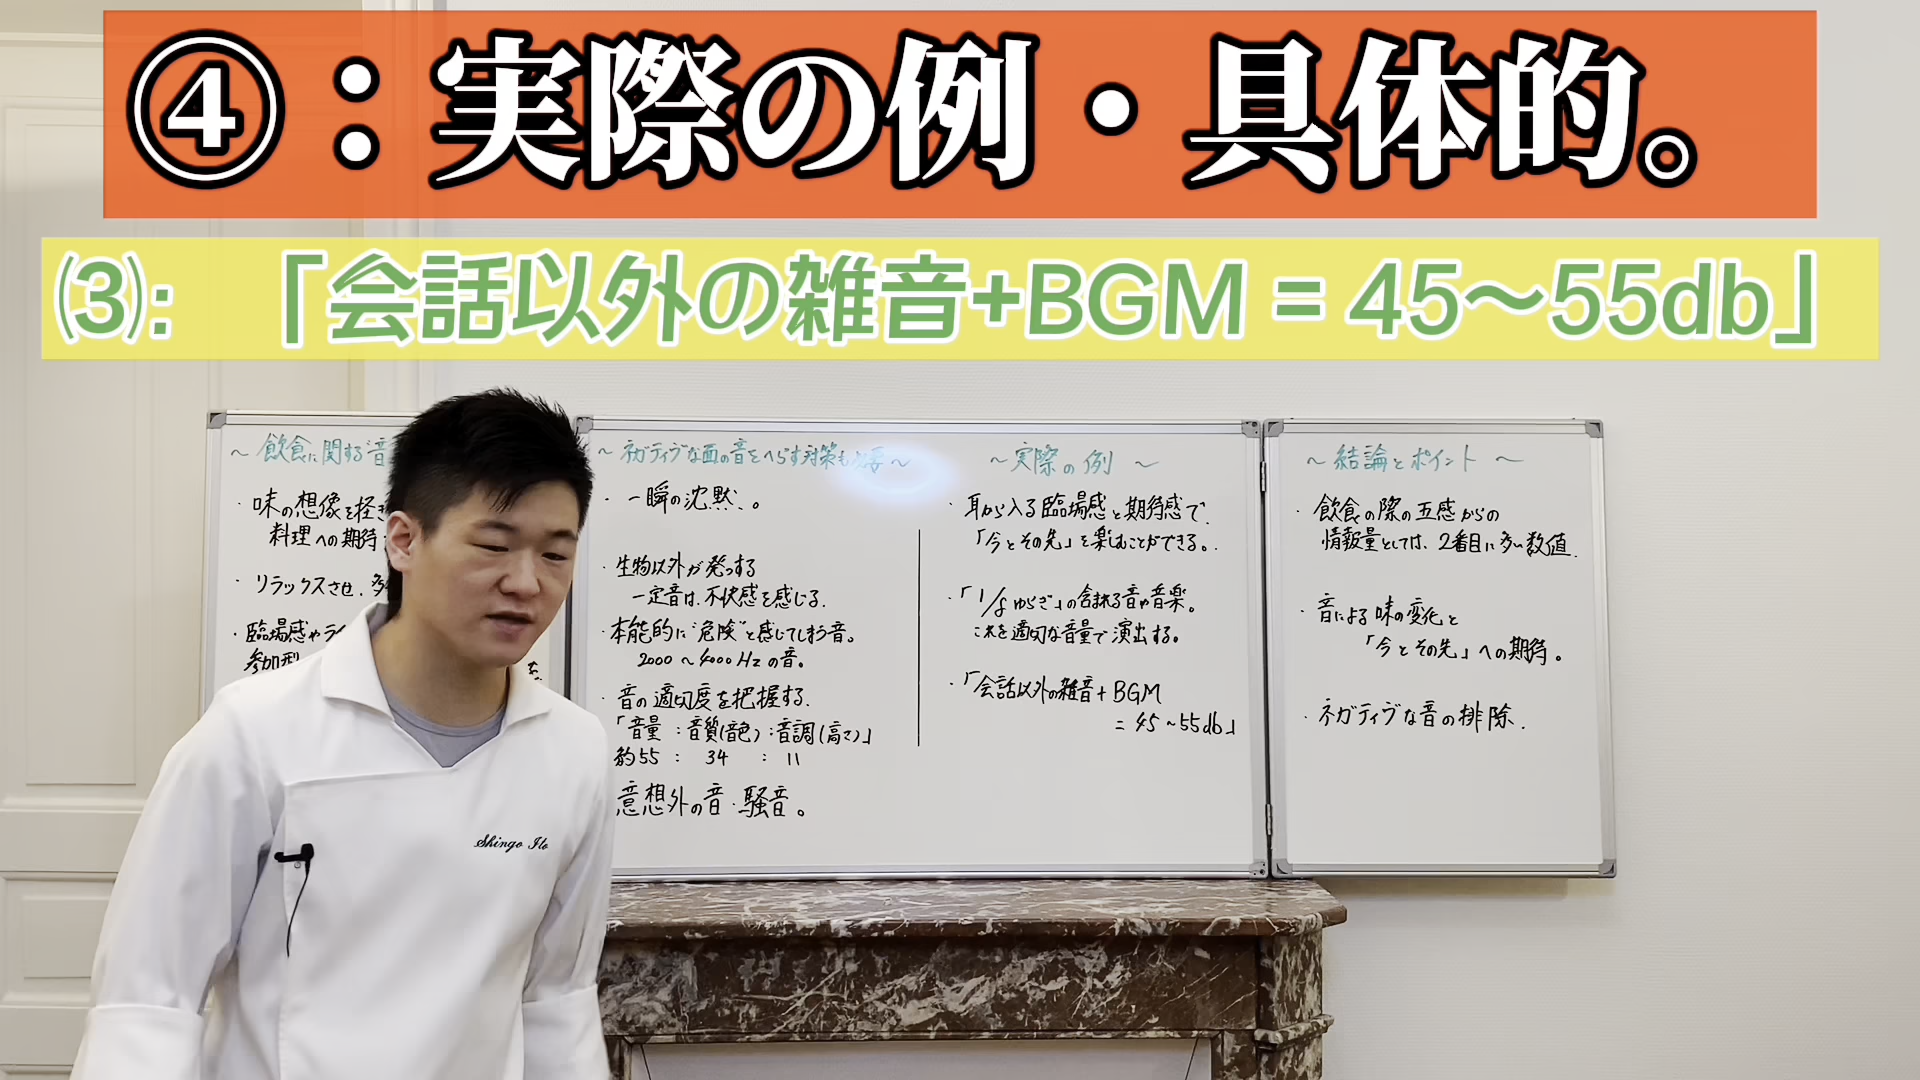 ④：実際の例・具体的。
⑶: 「会話以外の雑音+BGM = 45〜55db」
〜 飲食に関する音
・味の想像を掻き
料理への期待
・リラックスさせ、
・臨場感やラ
参加型
〜 ネガティブな面の音をへらす対策も必要 〜
・一瞬の沈黙。
・生物以外が発っする
一定音は、不快感を感じる。
・本能的に"危険"と感じてしまう音。
2000 〜 4000 Hz の音。
・音の適切度を把握する。
「音量 : 音質(音色) : 音調(高さ)」
約55 : 34 : 11
意想外の音・騒音。
〜 実際の例 〜
・耳から入る臨場感と期待感で、
「今とその先」を楽しむことができる。
・「1/fゆらぎ」の含まれる音や音楽。
これを適切な音量で演出する。
・「会話以外の雑音+BGM
= 45〜55db」
〜 結論とポイント 〜
・飲食の際の五感からの
情報量としては、2番目に多い数値。
・音による味の変化と
「今とその先」への期待。
・ネガティブな音の排除。
Shingo Ito